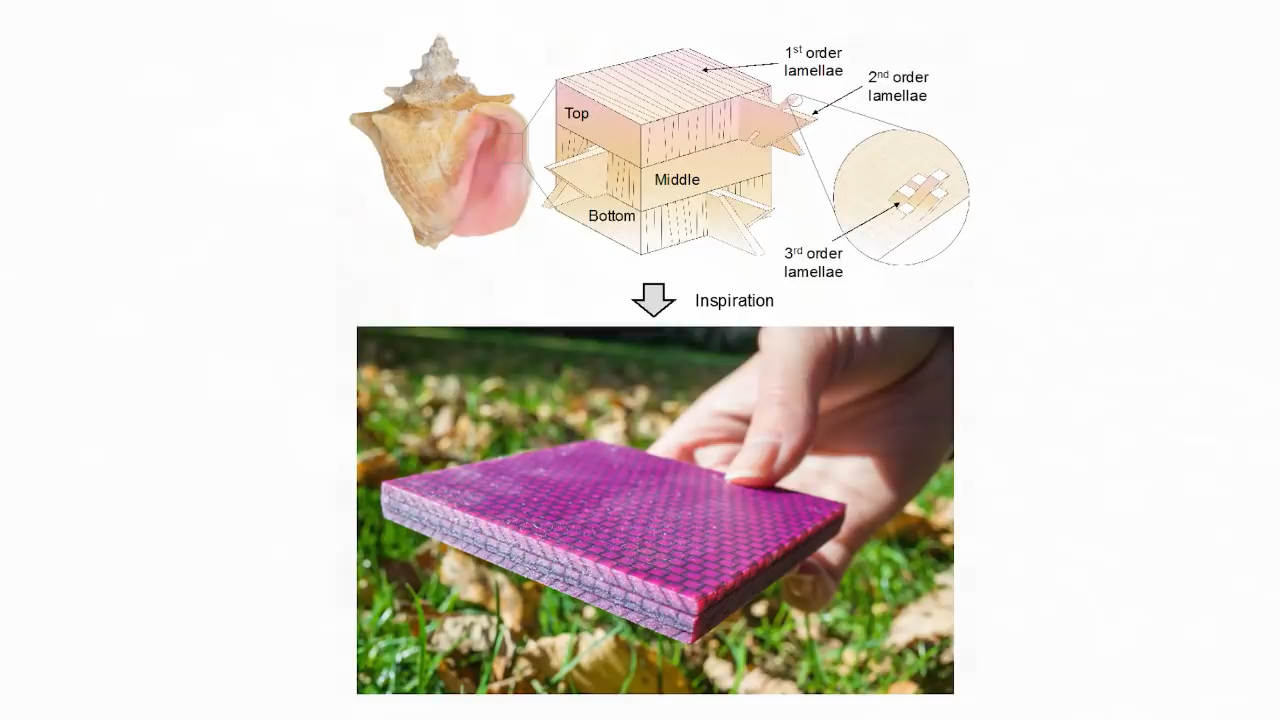 1st order
lamellae
2nd order
lamellae
Top
Middle
Bottom
3rd order
lamellae
Inspiration